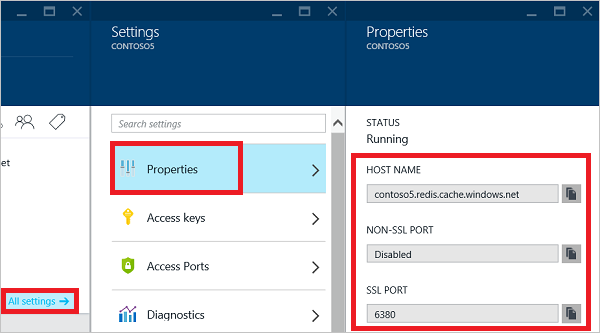 et
All settings →
Settings
CONTOSO5
Search settings
Properties
Access keys
Access Ports
Diagnostics
Properties
CONTOSO5
STATUS
Running
HOST NAME
contoso5.redis.cache.windows.net
NON-SSL PORT
Disabled
SSL PORT
6380